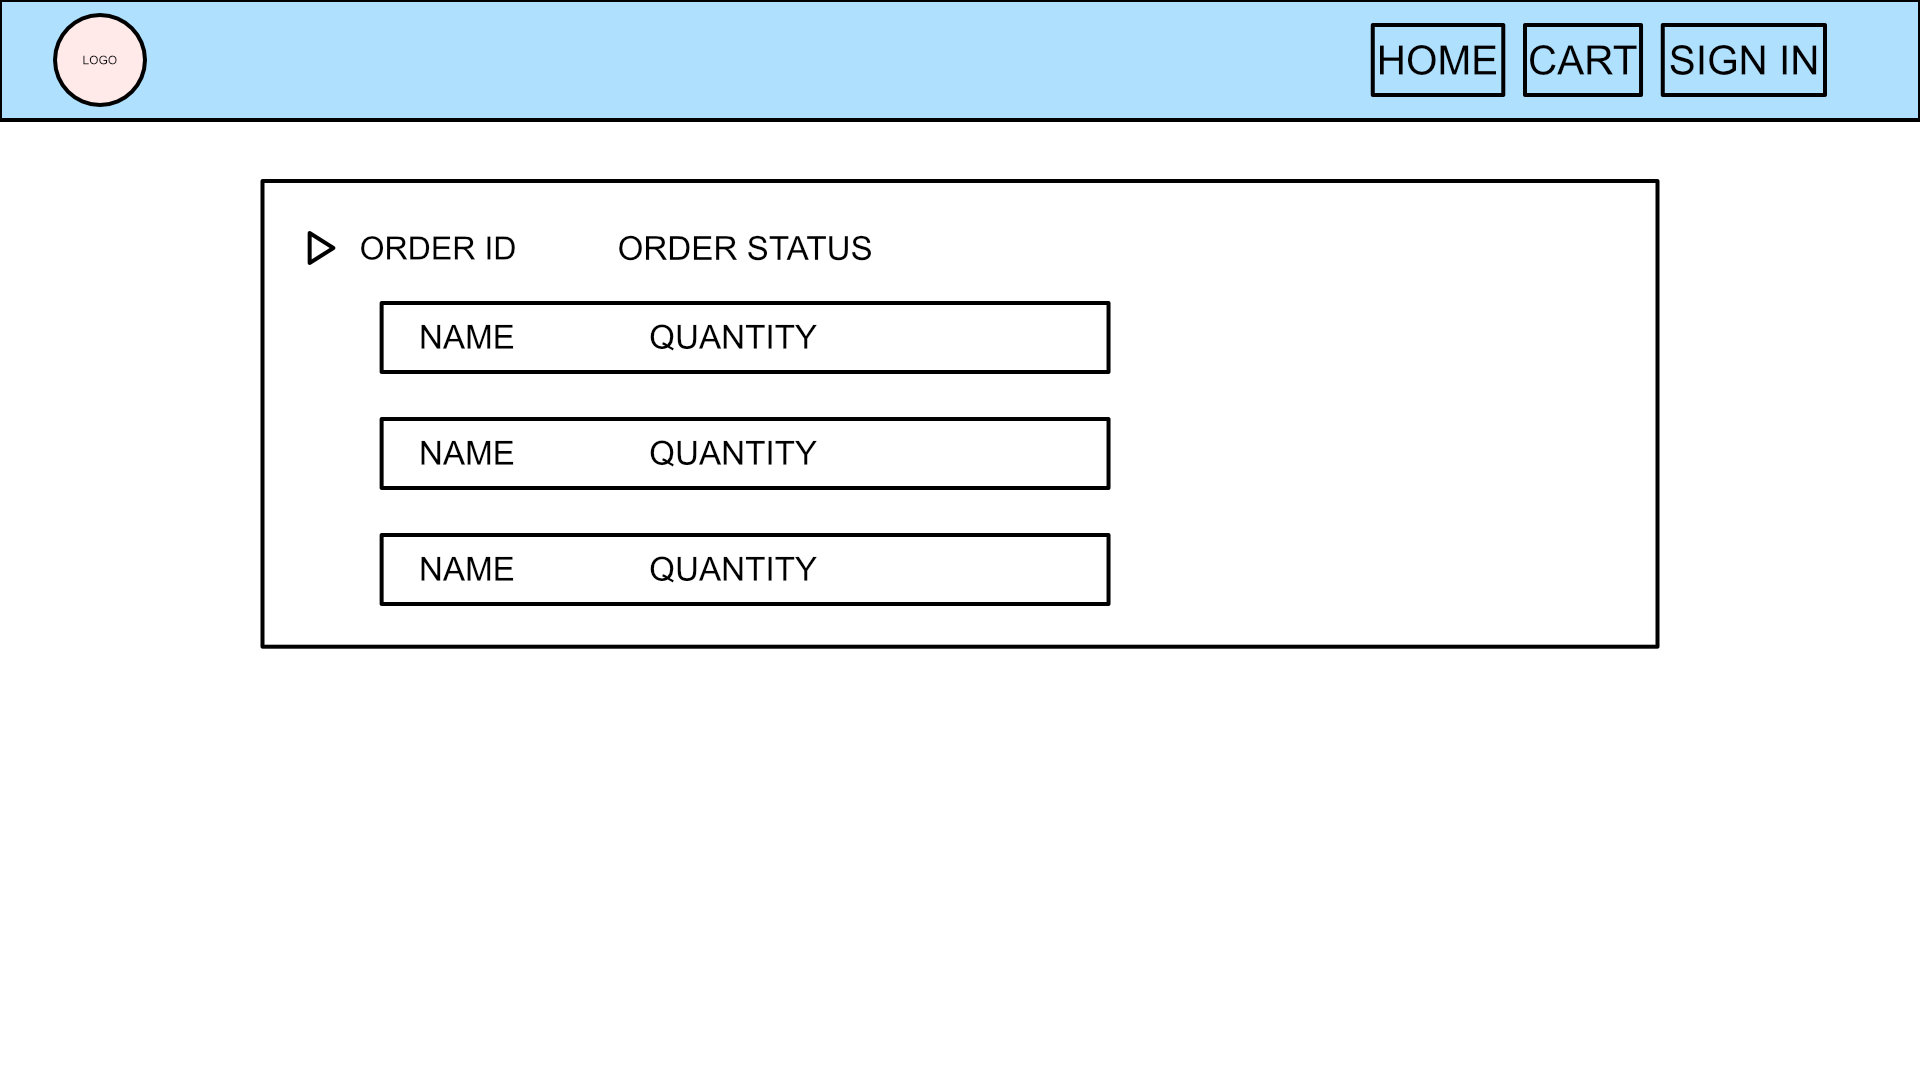 LOGO
HOME CART SIGN IN
ORDER ID ORDER STATUS
NAME QUANTITY
NAME QUANTITY
NAME QUANTITY